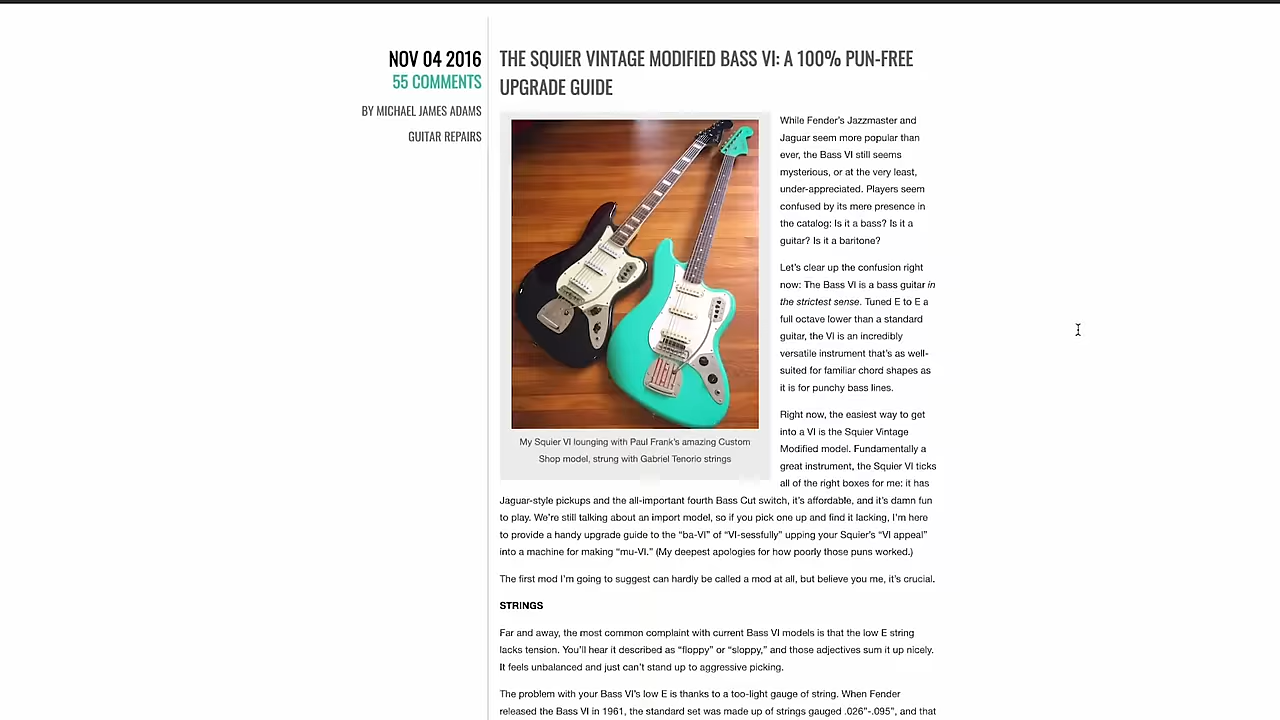 NOV 04 2016
55 COMMENTS
BY MICHAEL JAMES ADAMS
GUITAR REPAIRS
THE SQUIER VINTAGE MODIFIED BASS VI: A 100% PUN-FREE
UPGRADE GUIDE
My Squier VI lounging with Paul Frank's amazing Custom
Shop model, strung with Gabriel Tenorio strings
While Fender's Jazzmaster and
Jaguar seem more popular than
ever, the Bass VI still seems
mysterious, or at the very least,
under-appreciated. Players seem
confused by its mere presence in
the catalog: Is it a bass? Is it a
guitar? Is it a baritone?
Let's clear up the confusion right
now: The Bass VI is a bass guitar in
the strictest sense. Tuned E to E a
full octave lower than a standard
guitar, the VI is an incredibly
versatile instrument that's as well-
suited for familiar chord shapes as
it is for punchy bass lines.
Right now, the easiest way to get
into a VI is the Squier Vintage
Modified model. Fundamentally a
great instrument, the Squier VI ticks
all of the right boxes for me: it has
Jaguar-style pickups and the all-important fourth Bass Cut switch, it's affordable, and it's damn fun
to play. We're still talking about an import model, so if you pick one up and find it lacking, I'm here
to provide a handy upgrade guide to the "ba-VI" of "VI-sessfully" upping your Squier's "VI appeal"
into a machine for making "mu-VI." (My deepest apologies for how poorly those puns worked.)
The first mod I'm going to suggest can hardly be called a mod at all, but believe you me, it's crucial.
STRINGS
Far and away, the most common complaint with current Bass VI models is that the low E string
lacks tension. You'll hear it described as "floppy" or "sloppy," and those adjectives sum it up nicely.
It feels unbalanced and just can't stand up to aggressive picking.
The problem with your Bass VI's low E is thanks to a too-light gauge of string. When Fender
released the Bass VI in 1961, the standard set was made up of strings gauged .026"-.095", and that